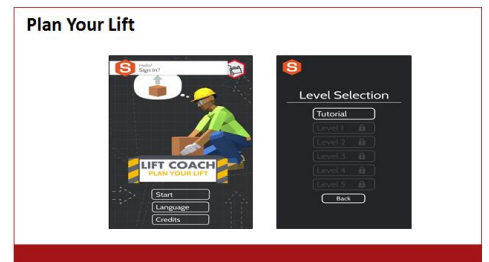 Plan Your Lift
S
Hello!
Sign In?
LIFT COACH
PLAN YOUR LIFT
Start
Language
Credits
S
Level Selection
Tutorial
Level 1
Level 2
Level 3
Level 4
Level 5
Back